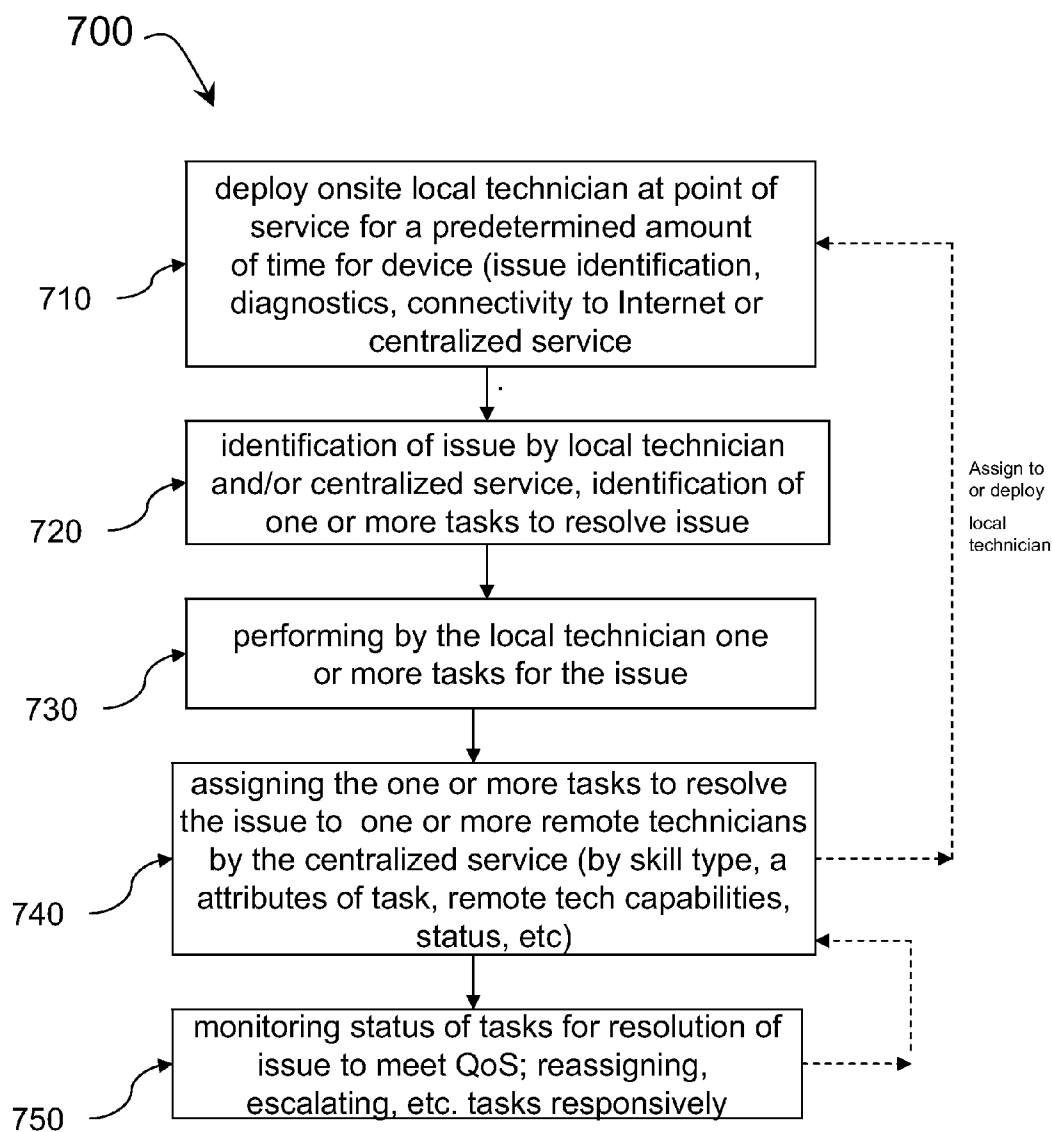 700
deploy onsite local technician at point of
service for a predetermined amount
of time for device (issue identification,
diagnostics, connectivity to Internet or
centralized service
710
identification of issue by local technician
and/or centralized service, identification of
one or more tasks to resolve issue
720
Assign to
or deploy
local
technician
performing by the local technician one
or more tasks for the issue
730
assigning the one or more tasks to resolve
the issue to one or more remote technicians
by the centralized service (by skill type, a
attributes of task, remote tech capabilities,
status, etc)
740
monitoring status of tasks for resolution of
issue to meet QoS; reassigning,
escalating, etc. tasks responsively
750